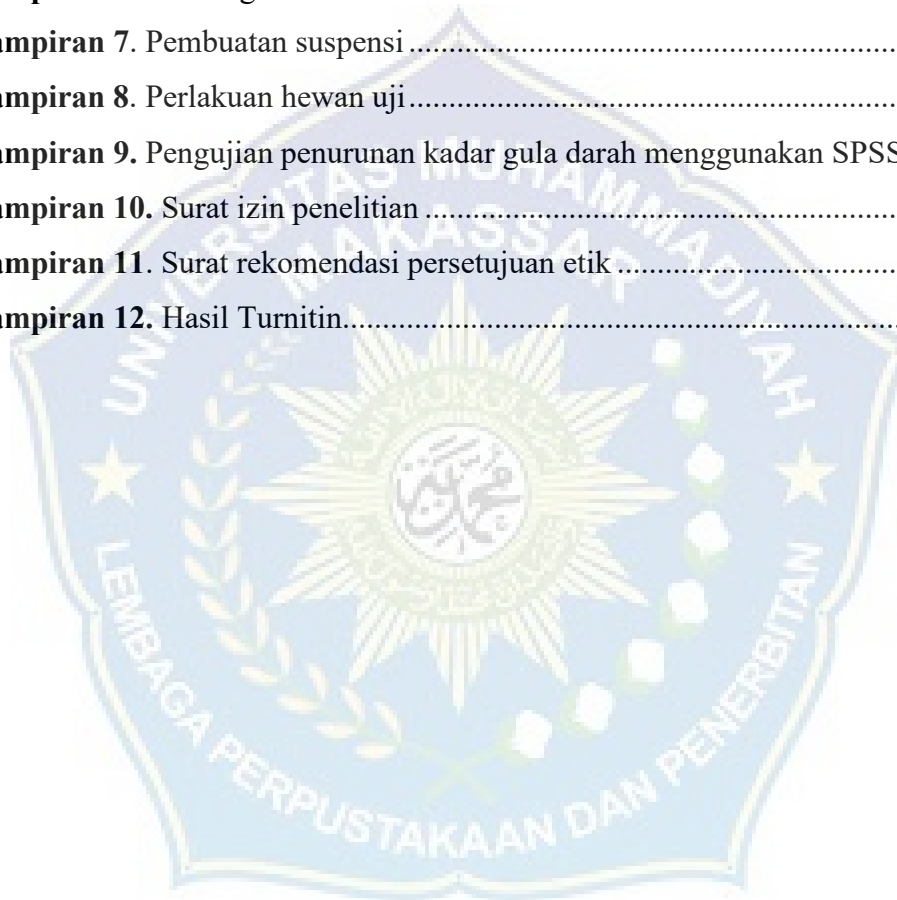 ampiran 7. Pembuatan suspensi
ampiran 8. Perlakuan hewan uji
ampiran 9. Pengujian penurunan kadar gula darah menggunakan SPSS
ampiran 10. Surat izin penelitian
ampiran 11. Surat rekomendasi persetujuan etik
ampiran 12. Hasil Turnitin
UNIVERSITAS MUHAMMADIYAH
MAKASSAR
LEMBAGA PERPUSTAKAAN DAN PENERBITAN